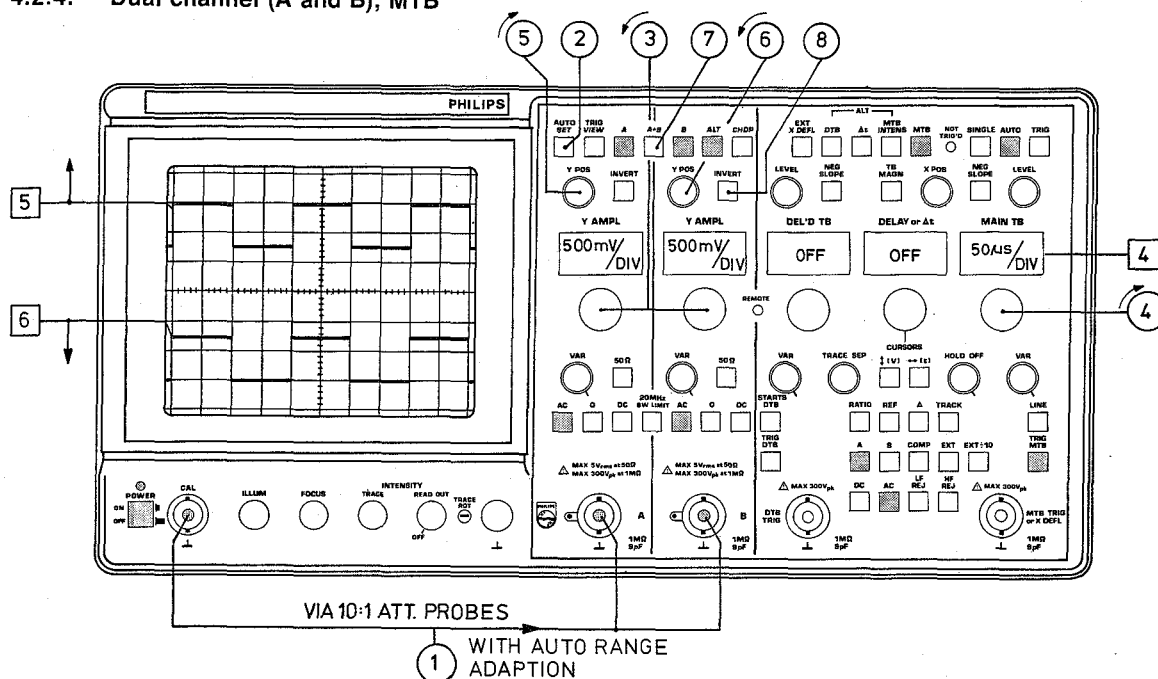 4.2.4. Dual channel (A and B), MTB
5 2 3 7 6 8
PHILIPS
AUTO SET TRIG VIEW A A+B B ALT CHOP
ALT
EXT X DEFL DTB Δt MTB INTENS MTB NOT TRIG'D SINGLE AUTO TRIG
Y POS INVERT Y POS INVERT LEVEL NEG SLOPE TB MAGN X POS NEG SLOPE LEVEL
5
Y AMPL Y AMPL DEL'D TB DELAY or Δt MAIN TB
500mV/DIV 500mV/DIV OFF OFF 50µs/DIV
4
REMOTE
4
6
CURSORS
VAR 50Ω VAR 50Ω VAR TRACE SEP ↕(V) ↔(t) HOLD OFF VAR
AC O DC 20MHz BW LIMIT AC O DC STARTS DTB RATIO REF Δ TRACK LINE
TRIG DTB A B COMP EXT EXT÷10 TRIG MTB
MAX 5Vrms at 50Ω MAX 5Vrms at 50Ω
MAX 300Vpk at 1MΩ MAX 300Vpk at 1MΩ
DC AC LF REJ HF REJ
MAX 300Vpk MAX 300Vpk
POWER ON OFF CAL ILLUM FOCUS INTENSITY TRACE READ OUT OFF TRACE ROT
PHILIPS A B DTB TRIG MTB TRIG or X DEFL
1MΩ 9pF 1MΩ 9pF 1MΩ 9pF 1MΩ 9pF
VIA 10:1 ATT. PROBES
1 WITH AUTO RANGE
ADAPTION